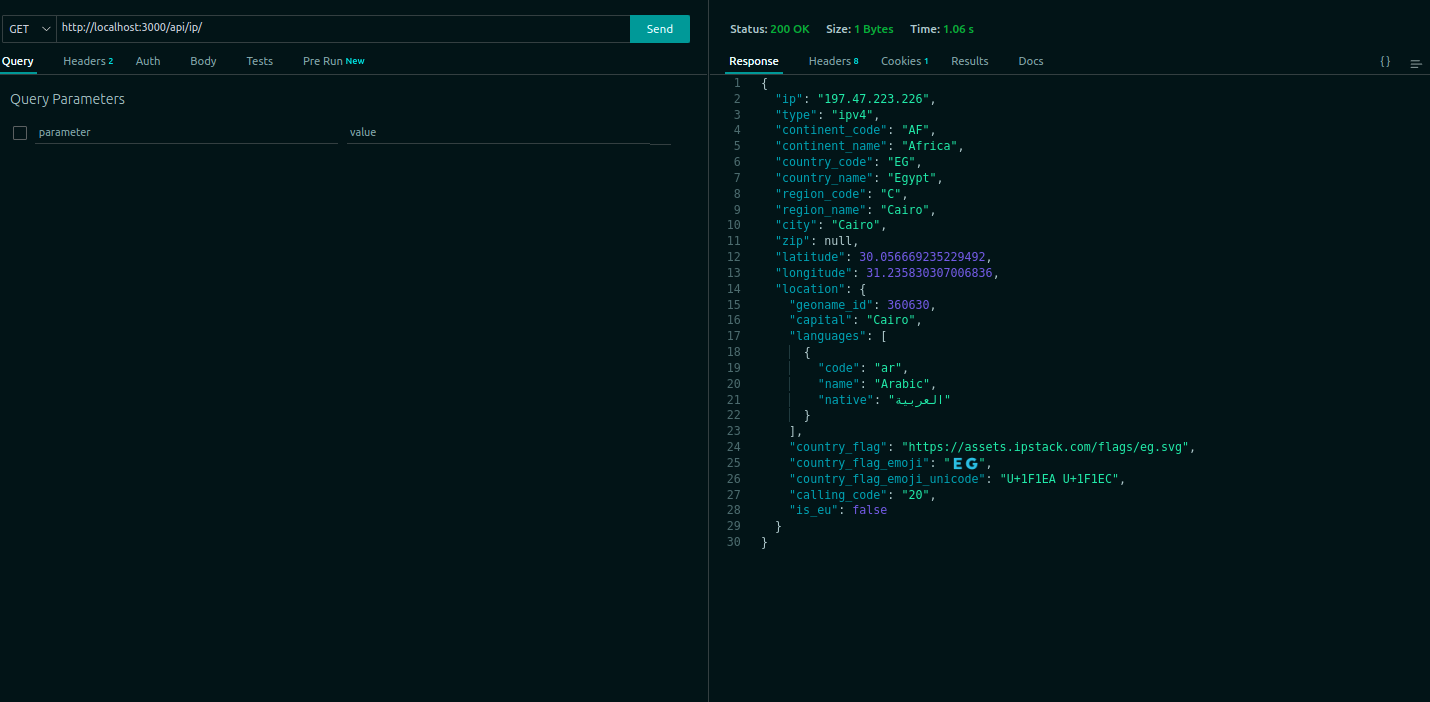 GET http://localhost:3000/api/ip/ Send
Query Headers 2 Auth Body Tests Pre Run New
Query Parameters
parameter value
Status: 200 OK Size: 1 Bytes Time: 1.06 s
Response Headers 8 Cookies 1 Results Docs {}
1 {
2 "ip": "197.47.223.226",
3 "type": "ipv4",
4 "continent_code": "AF",
5 "continent_name": "Africa",
6 "country_code": "EG",
7 "country_name": "Egypt",
8 "region_code": "C",
9 "region_name": "Cairo",
10 "city": "Cairo",
11 "zip": null,
12 "latitude": 30.056669235229492,
13 "longitude": 31.235830307006836,
14 "location": {
15 "geoname_id": 360630,
16 "capital": "Cairo",
17 "languages": [
18 {
19 "code": "ar",
20 "name": "Arabic",
21 "native": "العربية"
22 }
23 ],
24 "country_flag": "https://assets.ipstack.com/flags/eg.svg",
25 "country_flag_emoji": "🇪🇬",
26 "country_flag_emoji_unicode": "U+1F1EA U+1F1EC",
27 "calling_code": "20",
28 "is_eu": false
29 }
30 }